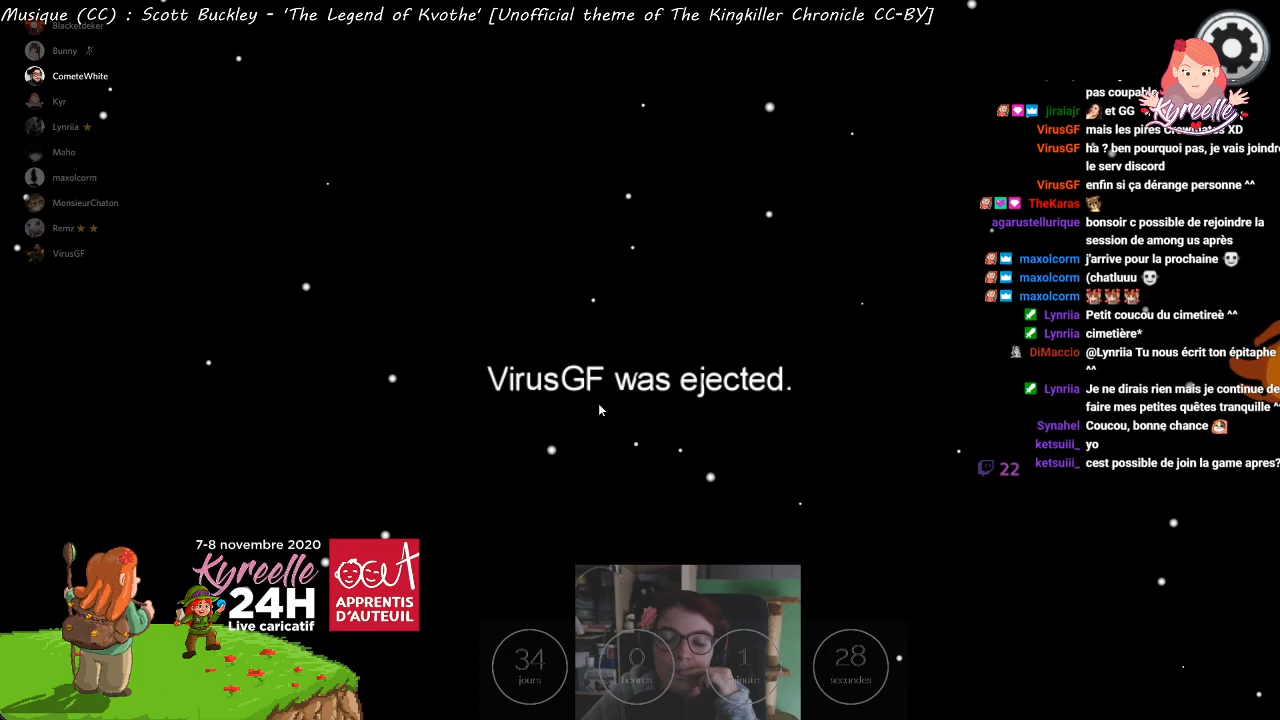 Musique (CC) : Scott Buckley - 'The Legend of Kvothe' [Unofficial theme of The Kingkiller Chronicle CC-BY]
Blacketdeker
Bunny
CometeWhite
Kyr
Lynriia
Maho
maxolcorm
MonsieurChaton
Remz
VirusGF
Kyreelle
pas coupable
jiraiajr et GG
VirusGF mais les pires Crewmates XD
VirusGF ha ? ben pourquoi pas, je vais joindre
le serv discord
VirusGF enfin si ça dérange personne ^^
TheKaras
agarustellurique bonsoir c possible de rejoindre la
session de among us après
maxolcorm j'arrive pour la prochaine
maxolcorm (chatluuu
maxolcorm
Lynriia Petit coucou du cimetireè ^^
Lynriia cimetière*
DiMaccio @Lynriia Tu nous écrit ton épitaphe
^^
Lynriia Je ne dirais rien mais je continue de
faire mes petites quêtes tranquille ^
Synahel Coucou, bonne chance
ketsuiii_ yo
ketsuiii_ cest possible de join la game apres?
22
VirusGF was ejected.
7-8 novembre 2020
Kyreelle
24H
Live caricatif
APPRENTIS
D'AUTEUIL
34 0 1 28
jours heures minute secondes